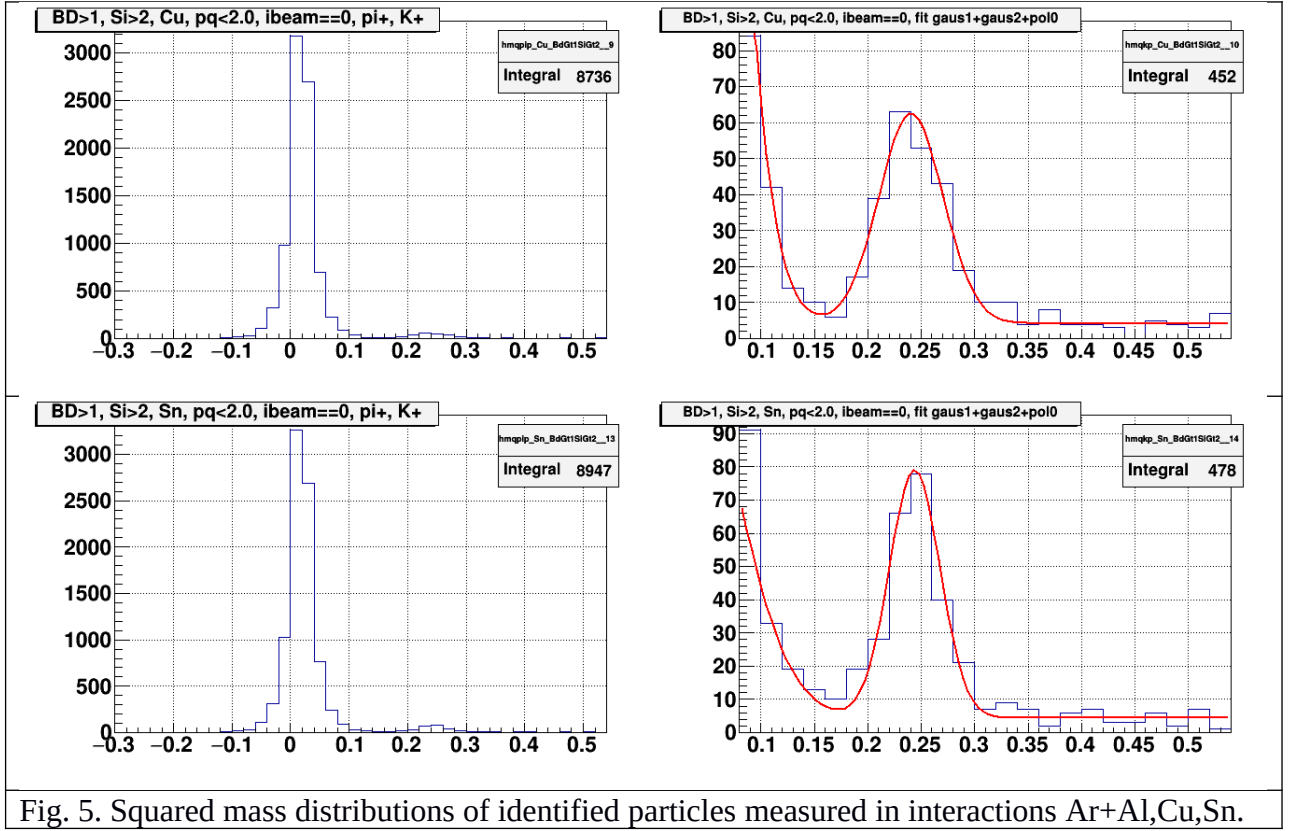 BD>1, Si>2, Cu, pq<2.0, ibeam==0, pi+, K+
hmqpip_Cu_BdGt1SiGt2__9
Integral 8736
3000
2500
2000
1500
1000
500
0
−0.3 −0.2 −0.1 0 0.1 0.2 0.3 0.4 0.5
BD>1, Si>2, Cu, pq<2.0, ibeam==0, fit gaus1+gaus2+pol0
hmqkp_Cu_BdGt1SiGt2__10
Integral 452
80
70
60
50
40
30
20
10
0
0.1 0.15 0.2 0.25 0.3 0.35 0.4 0.45 0.5
BD>1, Si>2, Sn, pq<2.0, ibeam==0, pi+, K+
hmqpip_Sn_BdGt1SiGt2__13
Integral 8947
3000
2500
2000
1500
1000
500
0
−0.3 −0.2 −0.1 0 0.1 0.2 0.3 0.4 0.5
BD>1, Si>2, Sn, pq<2.0, ibeam==0, fit gaus1+gaus2+pol0
hmqkp_Sn_BdGt1SiGt2__14
Integral 478
90
80
70
60
50
40
30
20
10
0
0.1 0.15 0.2 0.25 0.3 0.35 0.4 0.45 0.5
Fig. 5. Squared mass distributions of identified particles measured in interactions Ar+Al,Cu,Sn.